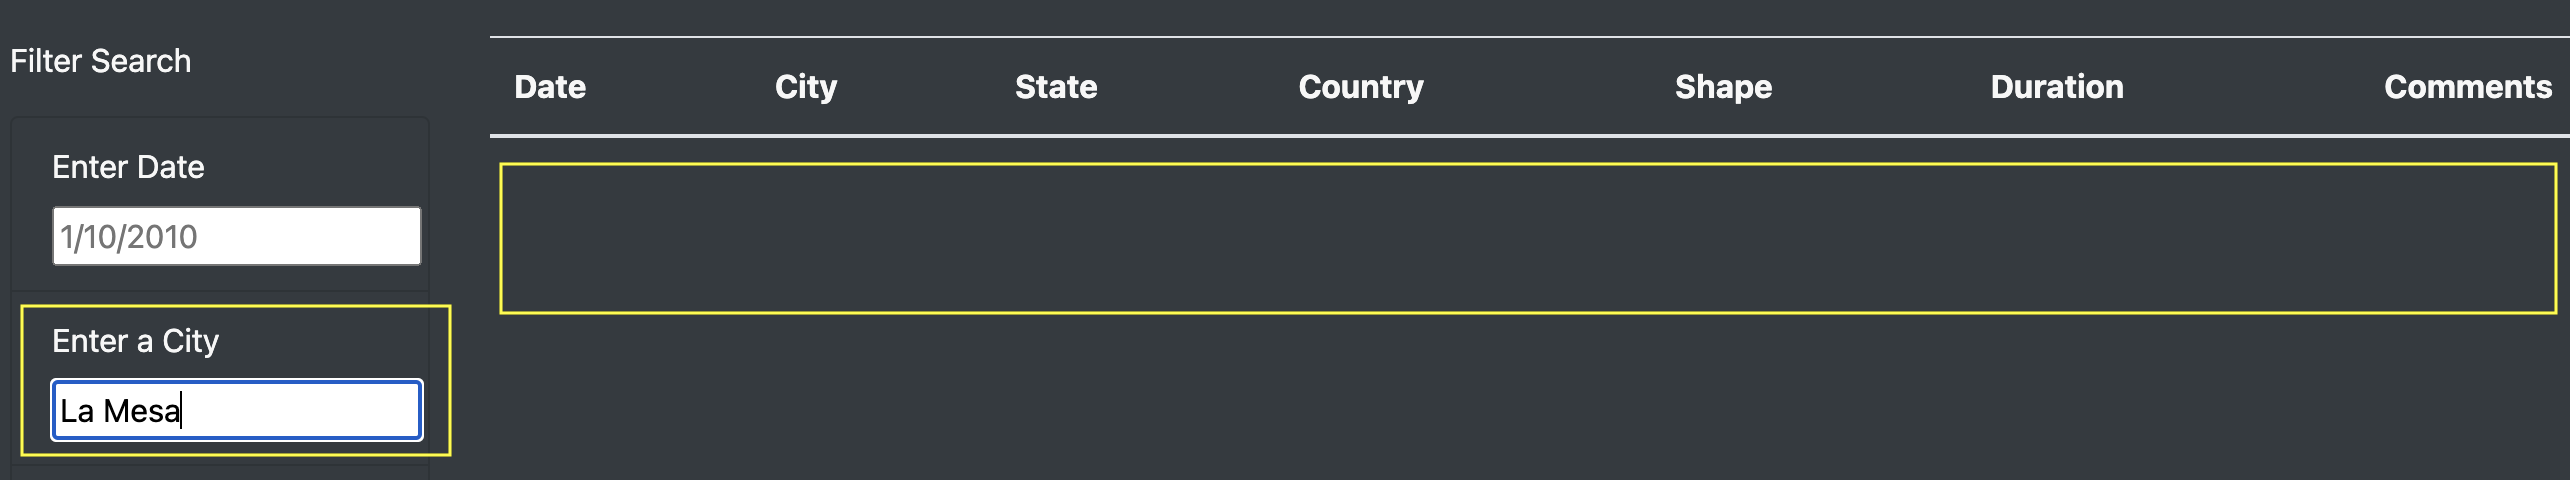 Filter Search
Date City State Country Shape Duration Comments
Enter Date
1/10/2010
Enter a City
La Mesa